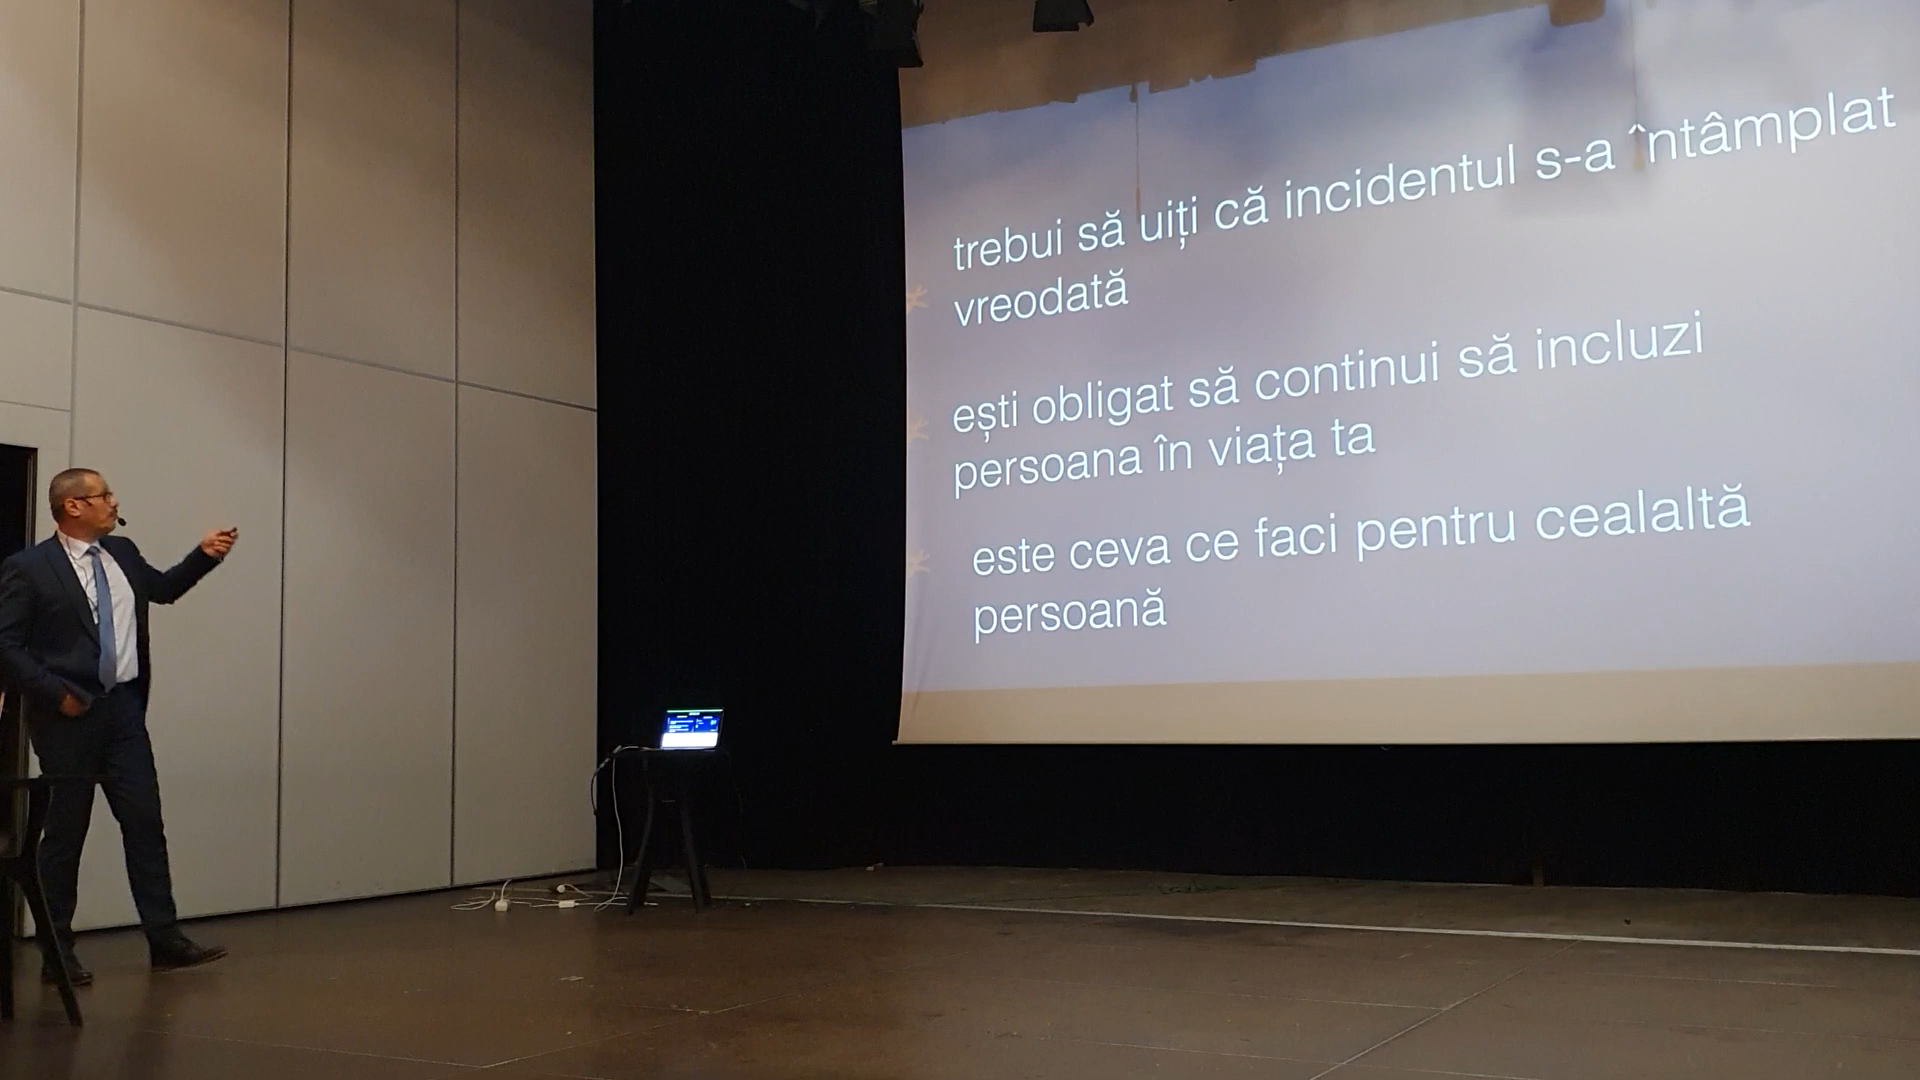 trebui să uiți că incidentul s-a întâmplat
vreodată
ești obligat să continui să incluzi
persoana în viața ta
este ceva ce faci pentru cealaltă
persoană